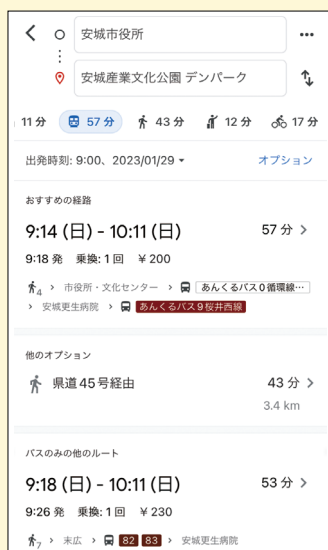 安城市役所
安城産業文化公園 デンパーク
11 分 57 分 43 分 12 分 17 分
出発時刻: 9:00、2023/01/29 オプション
おすすめの経路
9:14 (日) - 10:11 (日) 57 分
9:18 発 乗換: 1 回 ¥ 200
4 市役所・文化センター あんくるバス0循環線…
安城更生病院 あんくるバス9桜井西線
他のオプション
県道45号経由 43 分
3.4 km
バスのみの他のルート
9:18 (日) - 10:11 (日) 53 分
9:26 発 乗換: 1 回 ¥ 230
7 末広 82 83 安城更生病院